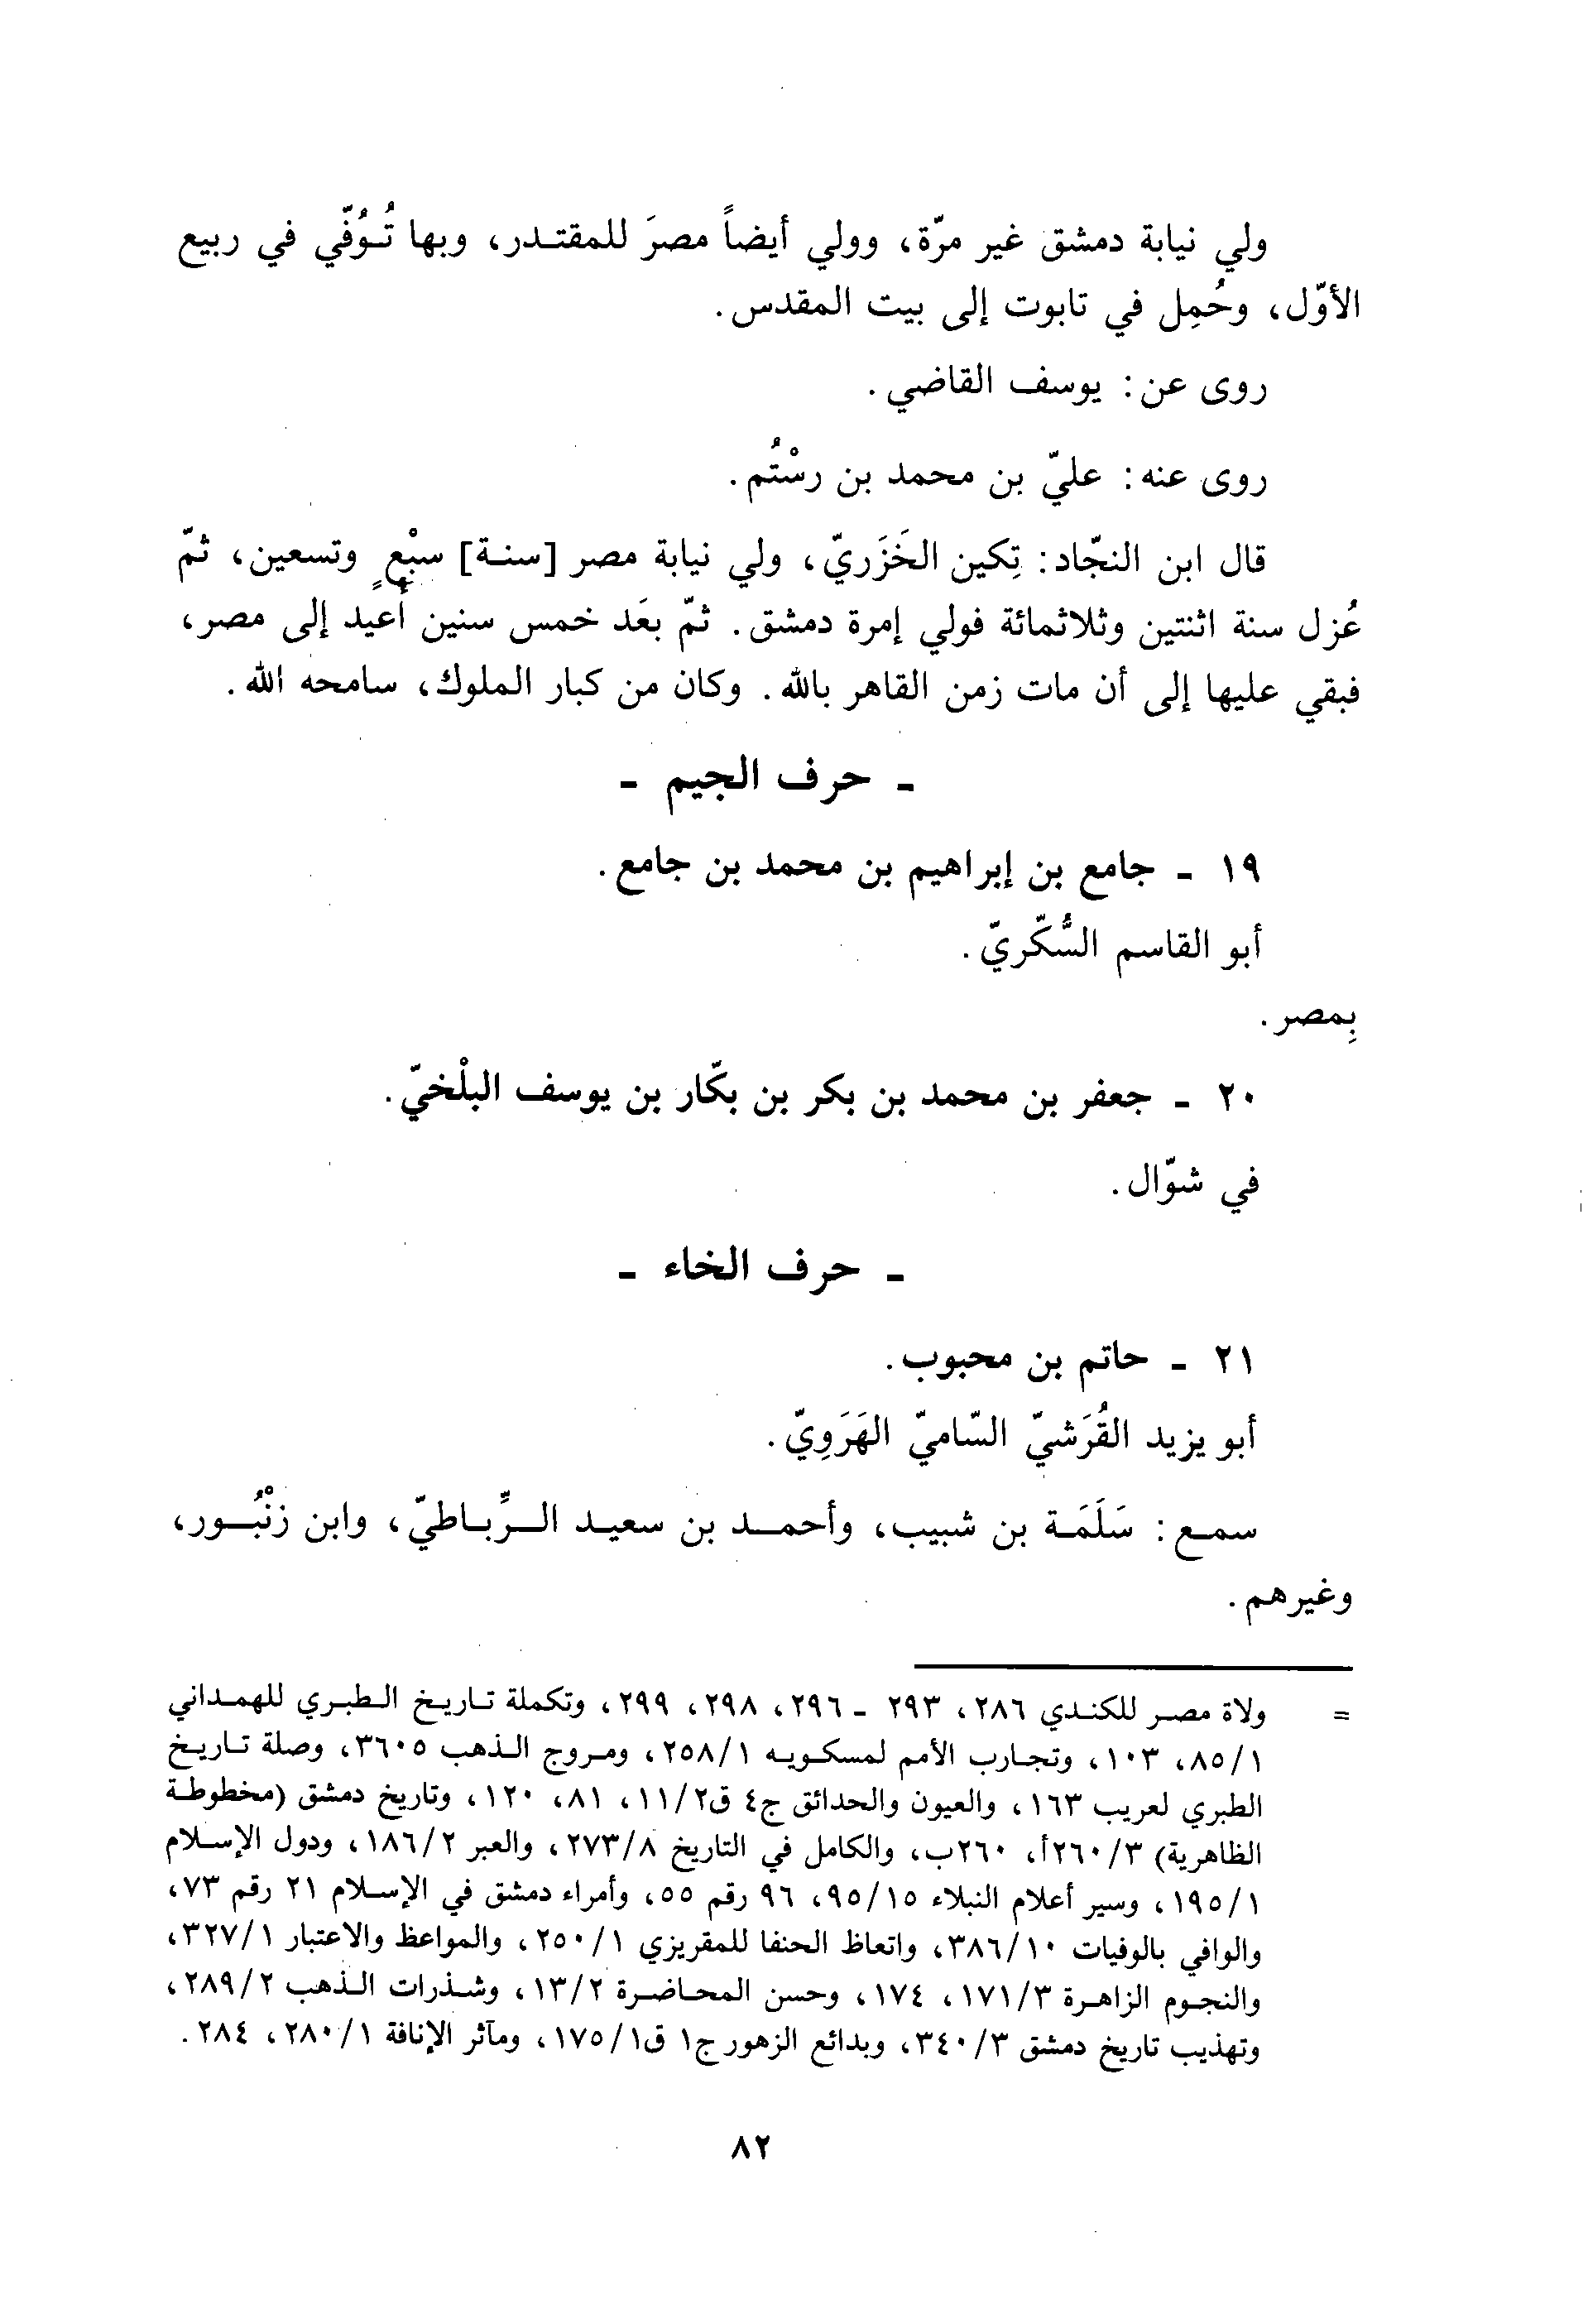 ولي نيابة دمشق غير مرّة، وولي أيضاً مصرَ للمقتدر، وبها تُوُفّي في ربيع
الأوّل، وحُمِل في تابوت إلى بيت المقدس.
روى عن: يوسف القاضي.
روى عنه: عليّ بن محمد بن رسْتُم.
قال ابن النجّاد: تِكين الخَزَريّ، ولي نيابة مصر [سنة] سبْعٍ وتسعين، ثمّ
عُزل سنة اثنتين وثلاثمائة فولي إمرة دمشق. ثمّ بعَد خمس سنين أُعيد إلى مصر،
فبقي عليها إلى أن مات زمن القاهر بالله. وكان من كبار الملوك، سامحه الله.
- حرف الجيم -
١٩ - جامع بن إبراهيم بن محمد بن جامع.
أبو القاسم السُّكّريّ.
بِمصر.
٢٠ - جعفر بن محمد بن بكر بن بكّار بن يوسف البلْخيّ.
في شوّال.
- حرف الخاء -
٢١ - حاتم بن محبوب.
أبو يزيد القُرَشيّ السّاميّ الهَرَوِيّ.
سمع: سَلَمَة بن شبيب، وأحمد بن سعيد الرِّباطيّ، وابن زنْبُور،
وغيرهم.
= ولاة مصر للكندي ٢٨٦، ٢٩٣ - ٢٩٦، ٢٩٨، ٢٩٩، وتكملة تاريخ الطبري للهمداني
١/٨٥، ١٠٣، وتجارب الأمم لمسكويه ١/٢٥٨، ومروج الذهب ٣٦٠٥، وصلة تاريخ
الطبري لعريب ١٦٣، والعيون والحدائق ج٤ ق٢/١١، ٨١، ١٢٠، وتاريخ دمشق (مخطوطة
الظاهرية) ٣/٢٦٠أ، ٢٦٠ب، والكامل في التاريخ ٨/٢٧٣، والعبر ٢/١٨٦، ودول الإسلام
١/١٩٥، وسير أعلام النبلاء ١٥/٩٥، ٩٦ رقم ٥٥، وأمراء دمشق في الإسلام ٢١ رقم ٧٣،
والوافي بالوفيات ١٠/٣٨٦، واتعاظ الحنفا للمقريزي ١/٢٥٠، والمواعظ والاعتبار ١/٣٢٧،
والنجوم الزاهرة ٣/١٧١، ١٧٤، وحسن المحاضرة ٢/١٣، وشذرات الذهب ٢/٢٨٩،
وتهذيب تاريخ دمشق ٣/٣٤٠، وبدائع الزهور ج١ ق١/١٧٥، ومآثر الإنافة ١/٢٨٠، ٢٨٤.
٨٢